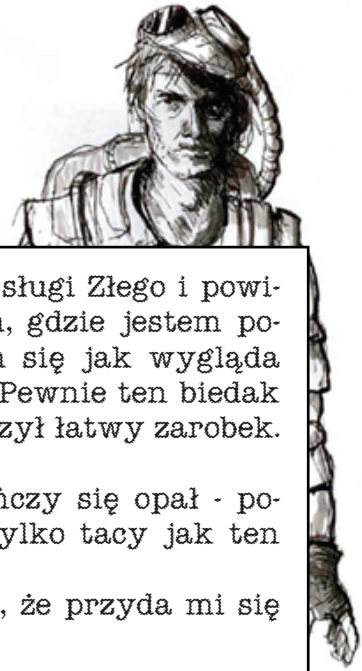 sługi Złego i powi-
, gdzie jestem po-
się jak wygląda
Pewnie ten biedak
zył łatwy zarobek.
czy się opał - po-
ylko tacy jak ten
, że przyda mi się